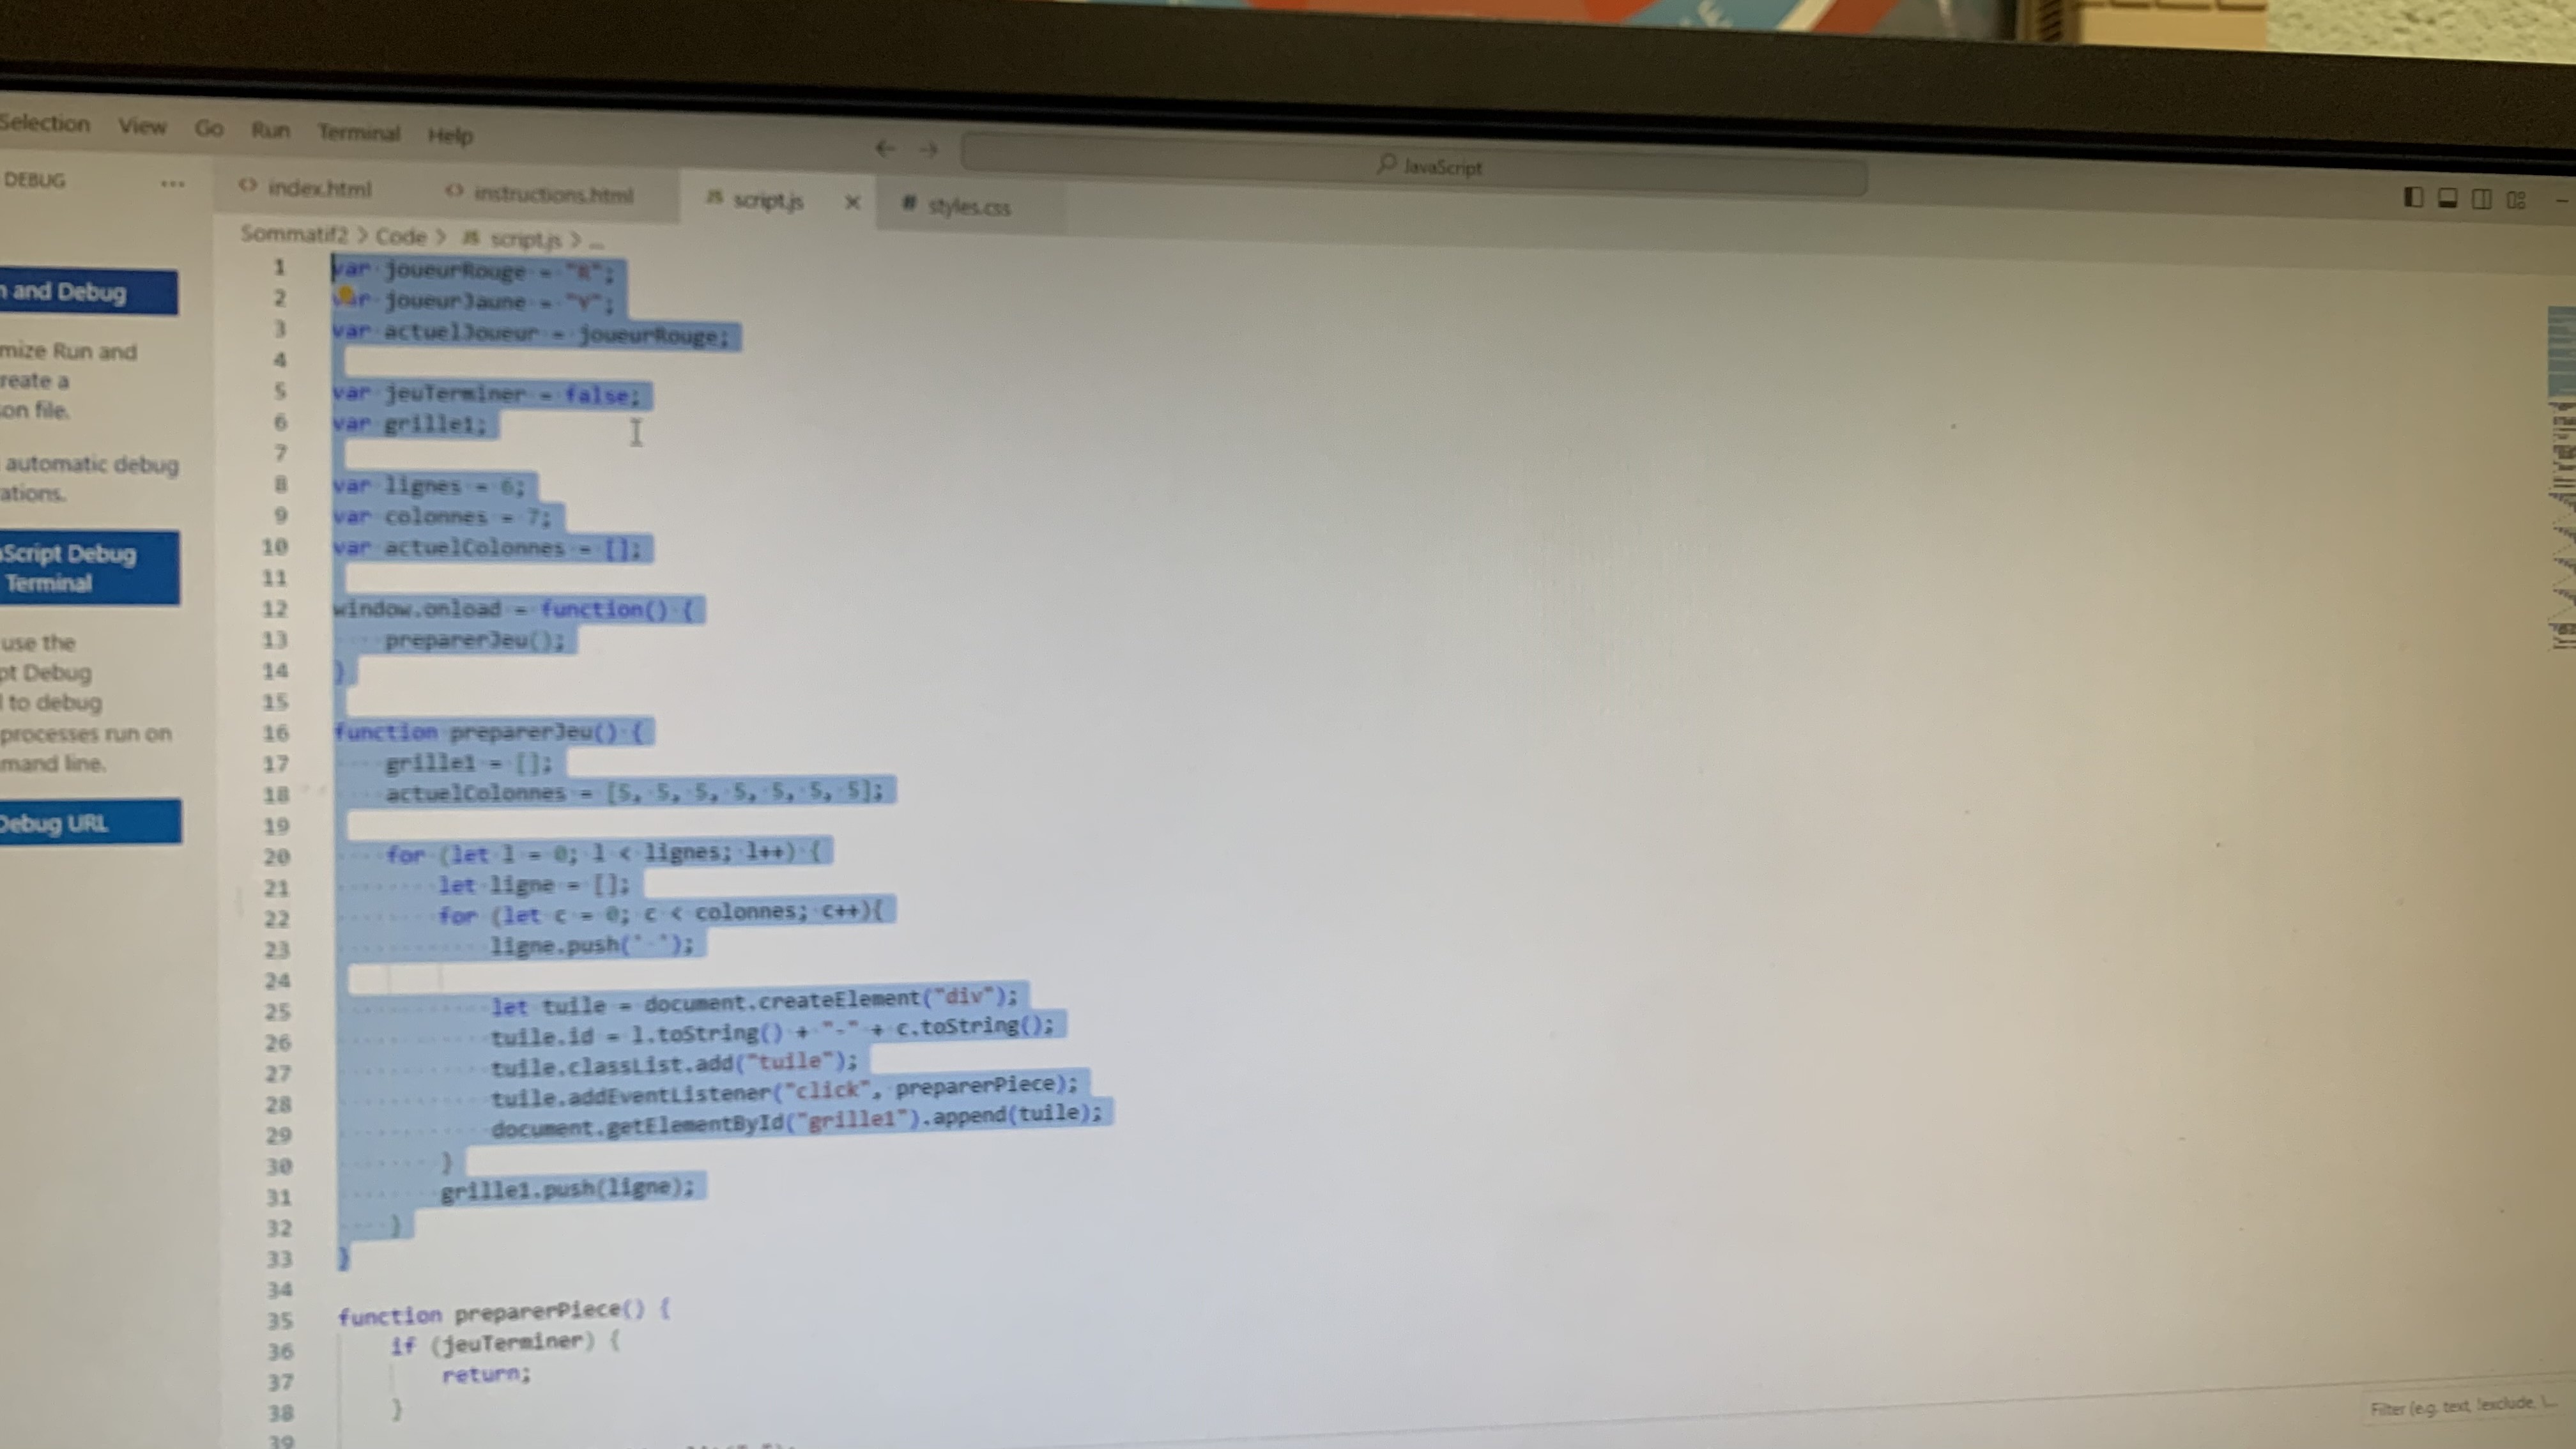 Selection View Go Run Terminal Help
JavaScript
DEBUG ...
index.html instructions.html JS script.js # styles.css
Sommatif2 > Code > JS script.js > ...
and Debug
mize Run and
reate a
on file.
automatic debug
ations.
Script Debug
Terminal
use the
pt Debug
to debug
processes run on
mand line.
Debug URL
1 var joueurRouge = "R";
2 var joueurJaune = "Y";
3 var actuelJoueur = joueurRouge;
4
5 var jeuTerminer = false;
6 var grille1;
7
8 var lignes = 6;
9 var colonnes = 7;
10 var actuelColonnes = [];
11
12 window.onload = function() {
13 preparerJeu();
14 }
15
16 function preparerJeu() {
17 grille1 = [];
18 actuelColonnes = [5, 5, 5, 5, 5, 5, 5];
19
20 for (let l = 0; l < lignes; l++) {
21 let ligne = [];
22 for (let c = 0; c < colonnes; c++){
23 ligne.push(' ');
24
25 let tuile = document.createElement("div");
26 tuile.id = l.toString() + "-" + c.toString();
27 tuile.classList.add("tuile");
28 tuile.addEventListener("click", preparerPiece);
29 document.getElementById("grille1").append(tuile);
30 }
31 grille1.push(ligne);
32 }
33 }
34
35 function preparerPiece() {
36 if (jeuTerminer) {
37 return;
38 }
39
Filter (e.g. text, !exclude, \...